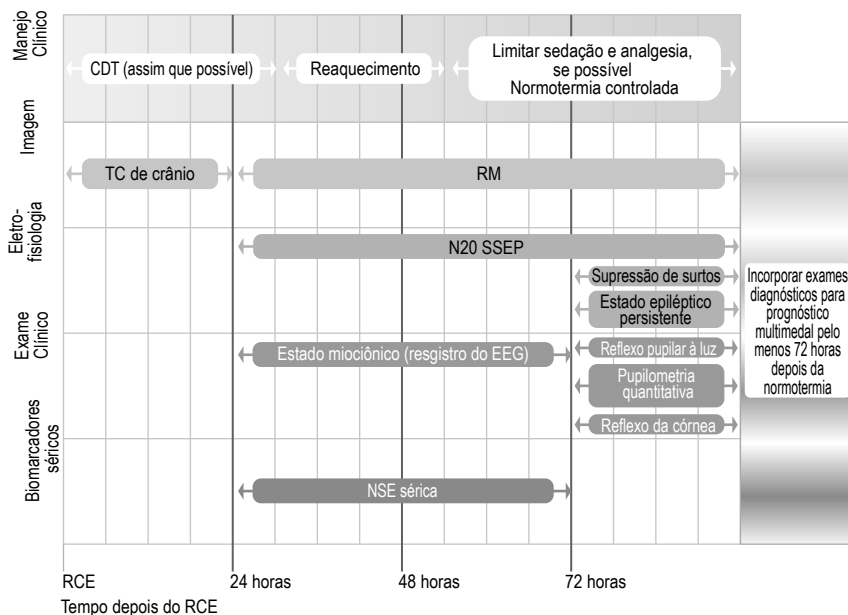 Manejo
Clínico
CDT (assim que possível)
Reaquecimento
Limitar sedação e analgesia,
se possível
Normotermia controlada
Imagem
TC de crânio
RM
Eletro-
fisiologia
N20 SSEP
Supressão de surtos
Estado epiléptico
persistente
Exame
Clínico
Estado miociônico (resgistro do EEG)
Reflexo pupilar à luz
Pupilometria
quantitativa
Reflexo da córnea
Biomarcadores
séricos
NSE sérica
Incorporar exames
diagnósticos para
prognóstico
multimedal pelo
menos 72 horas
depois da
normotermia
RCE
24 horas
48 horas
72 horas
Tempo depois do RCE